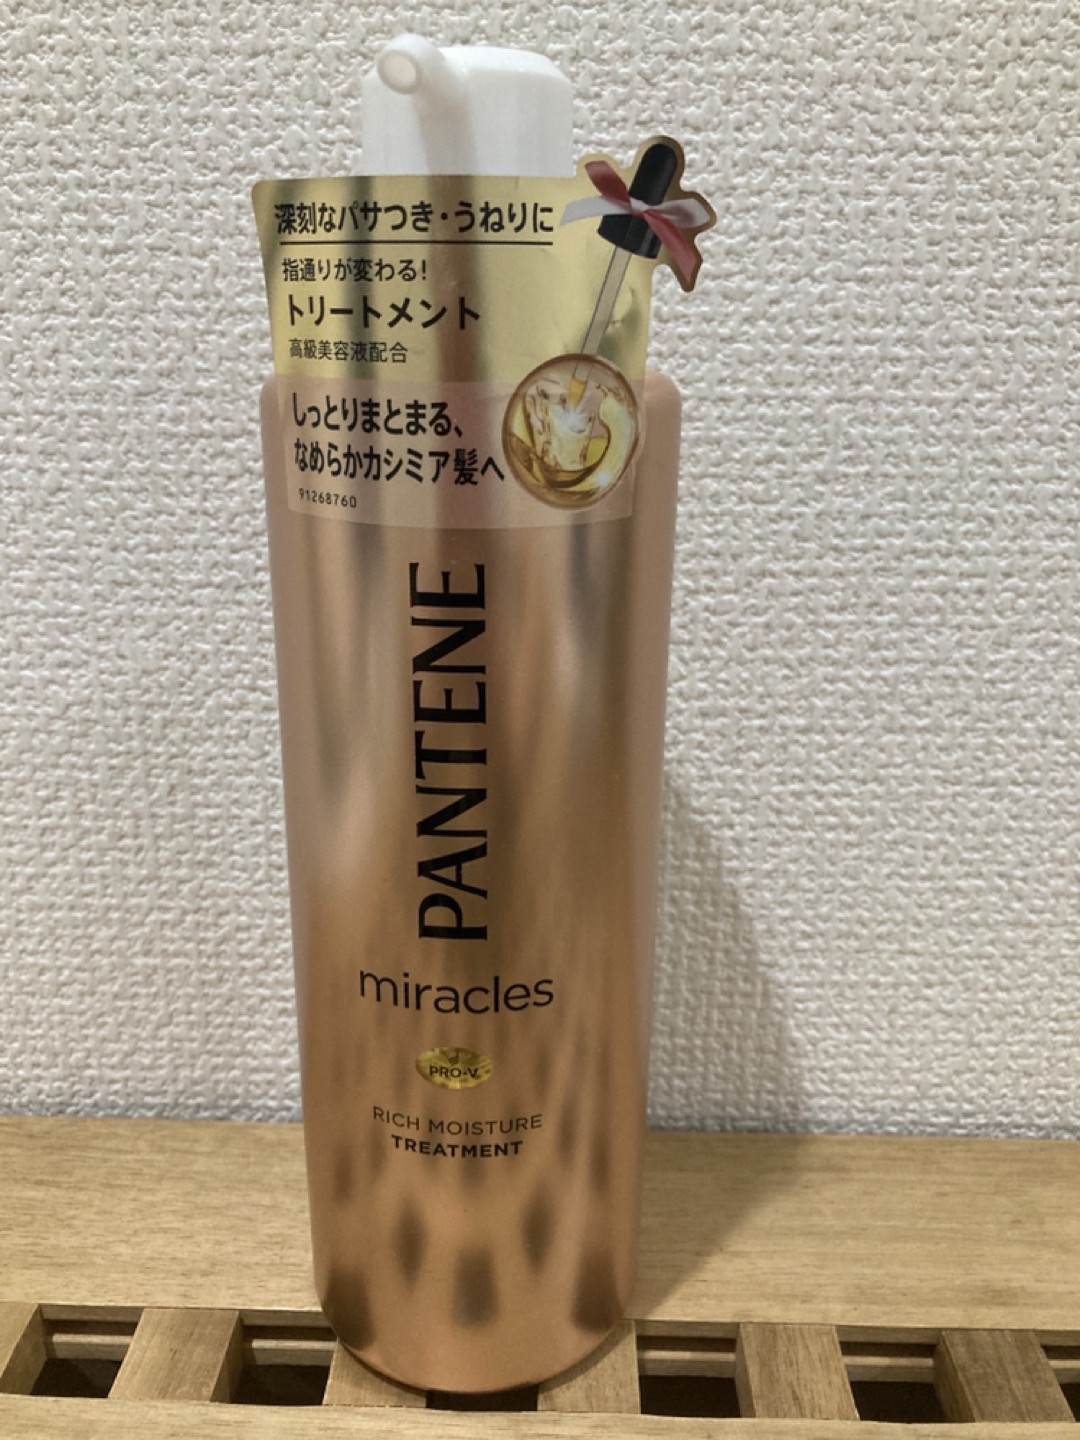 深刻なパサつき・うねりに
指通りが変わる!
トリートメント
高級美容液配合
しっとりまとまる、
なめらかカシミア髪へ
91268760
PANTENE
miracles
PRO-V
RICH MOISTURE
TREATMENT